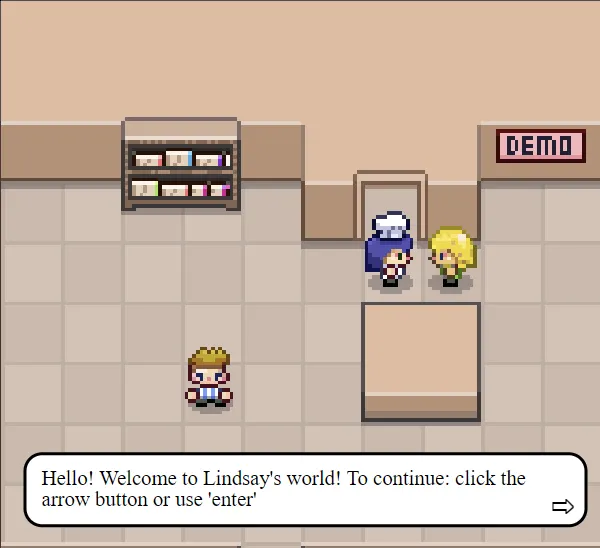 DEMO
Hello! Welcome to Lindsay's world! To continue: click the
arrow button or use 'enter'